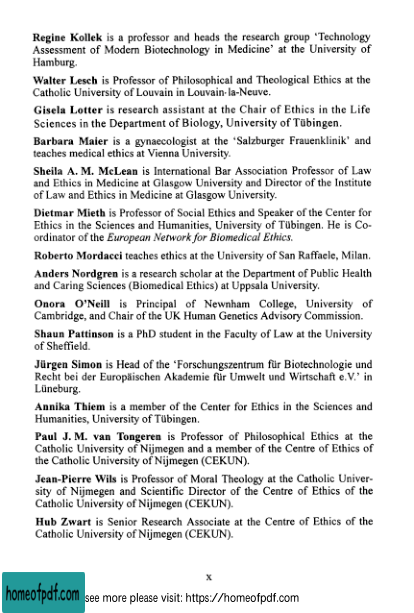 Regine Kollek is a professor and heads the research group ‘Technology
Assessment of Modern Biotechnology in Medicine’ at the University of
Hamburg.
Walter Lesch is Professor of Philosophical and Theological Ethics at the
Catholic University of Louvain in Louvain-la-Neuve.
Gisela Lotter is research assistant at the Chair of Ethics in the Life
Sciences in the Department of Biology, University of Tübingen.
Barbara Maier is a gynaecologist at the ‘Salzburger Frauenklinik’ and
teaches medical ethics at Vienna University.
Sheila A. M. McLean is International Bar Association Professor of Law
and Ethics in Medicine at Glasgow University and Director of the Institute
of Law and Ethics in Medicine at Glasgow University.
Dietmar Mieth is Professor of Social Ethics and Speaker of the Center for
Ethics in the Sciences and Humanities, University of Tübingen. He is Co-
ordinator of the European Network for Biomedical Ethics.
Roberto Mordacci teaches ethics at the University of San Raffaele, Milan.
Anders Nordgren is a research scholar at the Department of Public Health
and Caring Sciences (Biomedical Ethics) at Uppsala University.
Onora O’Neill is Principal of Newnham College, University of
Cambridge, and Chair of the UK Human Genetics Advisory Commission.
Shaun Pattinson is a PhD student in the Faculty of Law at the University
of Sheffield.
Jürgen Simon is Head of the ‘Forschungszentrum für Biotechnologie und
Recht bei der Europäischen Akademie für Umwelt und Wirtschaft e.V.’ in
Lüneburg.
Annika Thiem is a member of the Center for Ethics in the Sciences and
Humanities, University of Tübingen.
Paul J. M. van Tongeren is Professor of Philosophical Ethics at the
Catholic University of Nijmegen and a member of the Centre of Ethics of
the Catholic University of Nijmegen (CEKUN).
Jean-Pierre Wils is Professor of Moral Theology at the Catholic Univer-
sity of Nijmegen and Scientific Director of the Centre of Ethics of the
Catholic University of Nijmegen (CEKUN).
Hub Zwart is Senior Research Associate at the Centre of Ethics of the
Catholic University of Nijmegen (CEKUN).
x
homeofpdf.com
see more please visit: https://homeofpdf.com